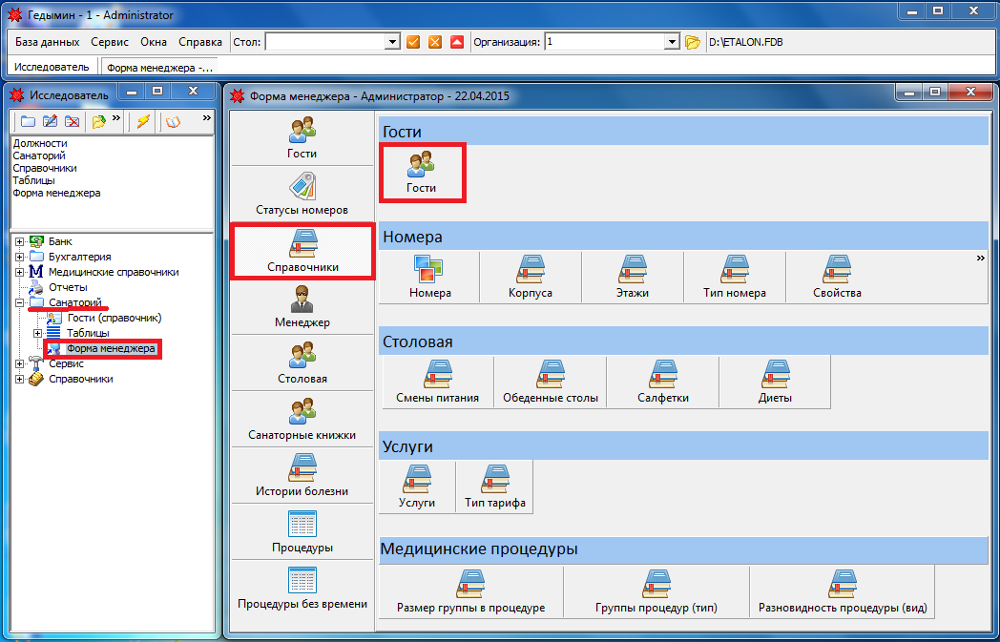 Гедымин - 1 - Administrator
База данных Сервис Окна Справка Стол: Организация: 1 D:\ETALON.FDB
Исследователь Форма менеджера -...
Исследователь
»
»
Должности
Санаторий
Справочники
Таблицы
Форма менеджера
Банк
Бухгалтерия
Медицинские справочники
Отчеты
Санаторий
Гости (справочник)
Таблицы
Форма менеджера
Сервис
Справочники
Форма менеджера - Администратор - 22.04.2015
Гости
Статусы номеров
Справочники
Менеджер
Столовая
Санаторные книжки
Истории болезни
Процедуры
Процедуры без времени
Гости
Гости
Номера
»
Номера Корпуса Этажи Тип номера Свойства
Столовая
Смены питания Обеденные столы Салфетки Диеты
Услуги
Услуги Тип тарифа
Медицинские процедуры
Размер группы в процедуре Группы процедур (тип) Разновидность процедуры (вид)